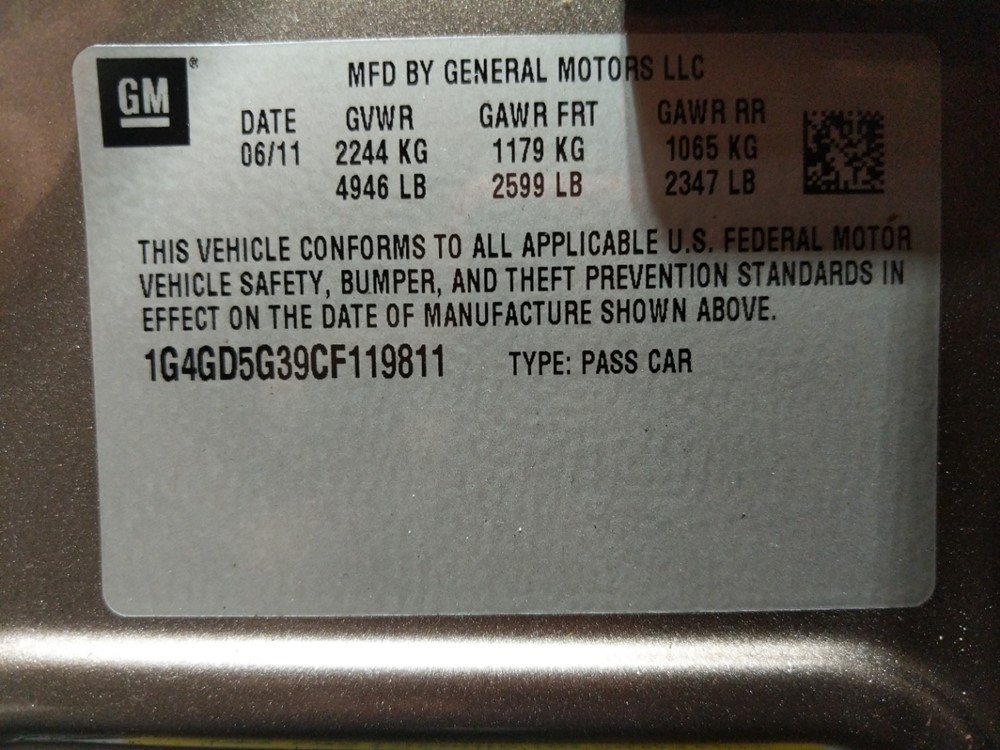 GM®
MFD BY GENERAL MOTORS LLC
DATE GVWR GAWR FRT GAWR RR
06/11 2244 KG 1179 KG 1065 KG
4946 LB 2599 LB 2347 LB
THIS VEHICLE CONFORMS TO ALL APPLICABLE U.S. FEDERAL MOTOR
VEHICLE SAFETY, BUMPER, AND THEFT PREVENTION STANDARDS IN
EFFECT ON THE DATE OF MANUFACTURE SHOWN ABOVE.
1G4GD5G39CF119811 TYPE: PASS CAR